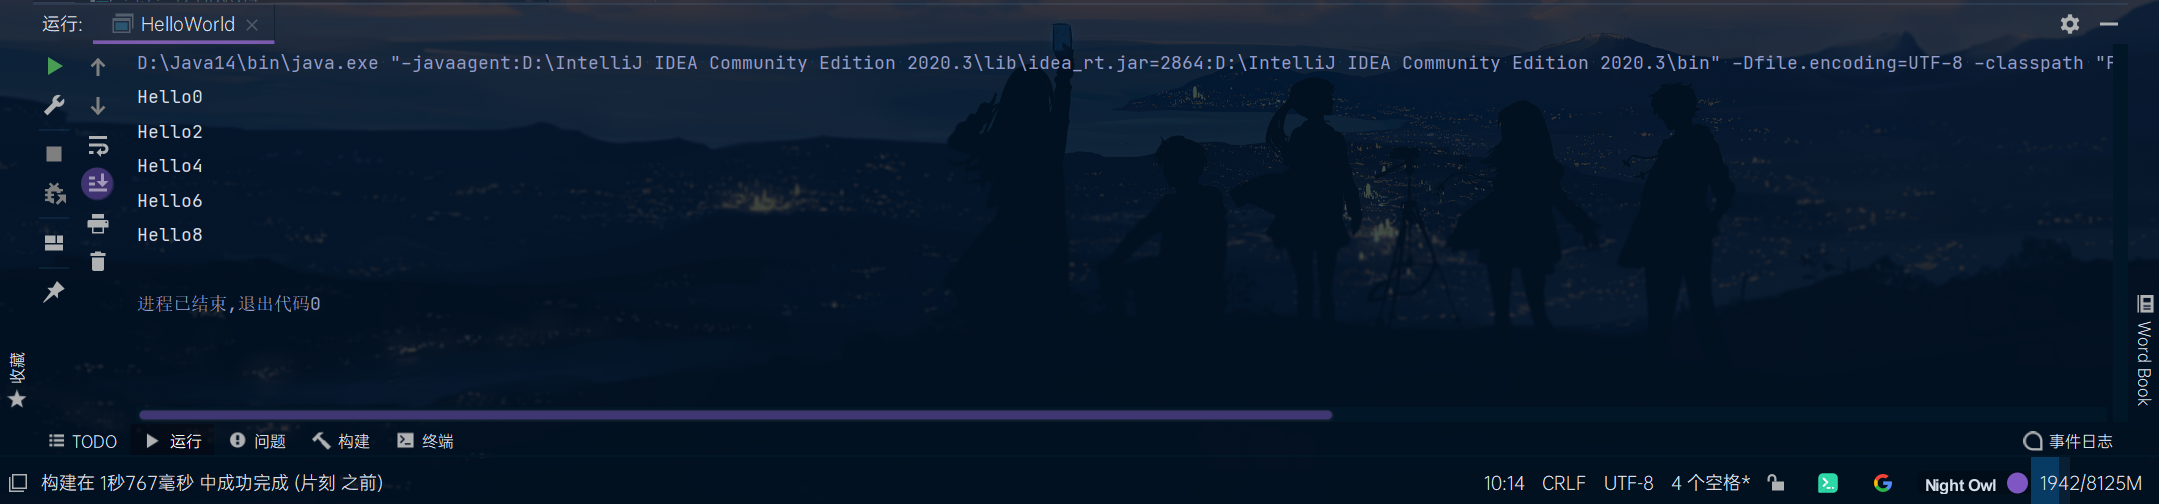 运行: HelloWorld
D:\Java14\bin\java.exe "-javaagent:D:\IntelliJ IDEA Community Edition 2020.3\lib\idea_rt.jar=2864:D:\IntelliJ IDEA Community Edition 2020.3\bin" -Dfile.encoding=UTF-8 -classpath "F
Hello0
Hello2
Hello4
Hello6
Hello8
进程已结束,退出代码0
收藏
Word Book
TODO 运行 问题 构建 终端 事件日志
构建在 1秒767毫秒 中成功完成 (片刻 之前) 10:14 CRLF UTF-8 4 个空格* Night Owl 1942/8125M